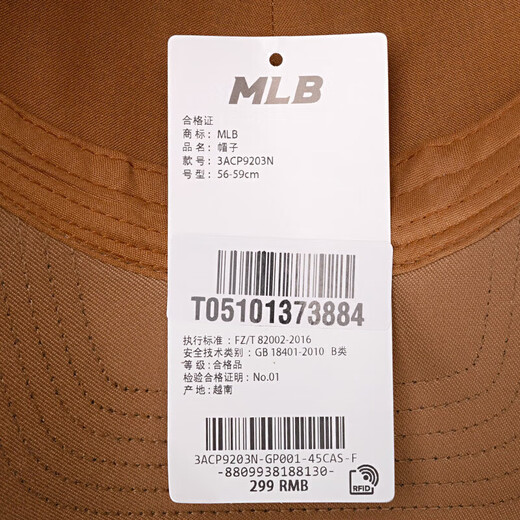 MLB
合格证
商 标: MLB
品 名: 帽子
款 号: 3ACP9203N
号 型: 56-59cm
T05101373884
执行标准 : FZ/T 82002-2016
安全技术类别 : GB 18401-2010 B类
等 级: 合格品
检验合格证明 : No.01
产 地: 越南
3ACP9203N-GP001-45CAS-F
-8809938188130-
299 RMB
RFiD